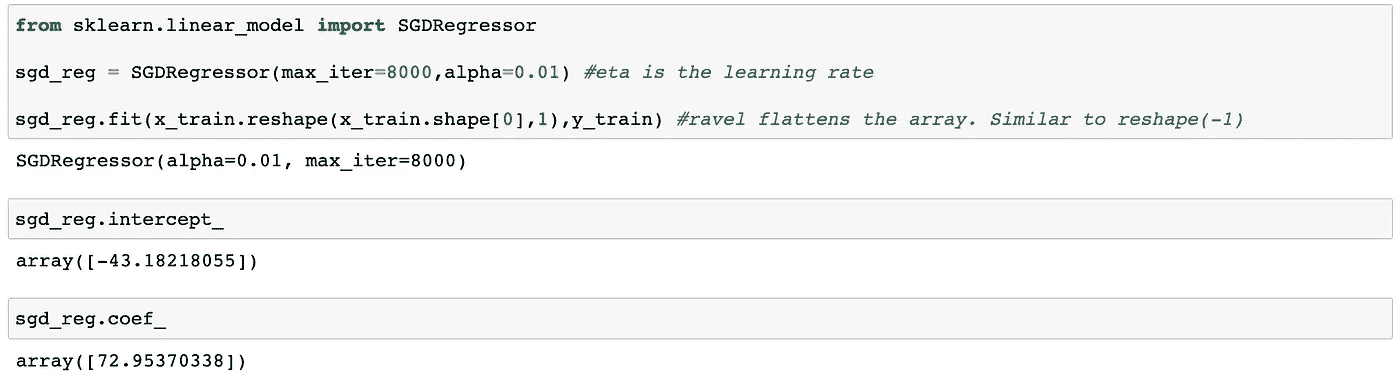 from sklearn.linear_model import SGDRegressor
sgd_reg = SGDRegressor(max_iter=8000,alpha=0.01) #eta is the learning rate
sgd_reg.fit(x_train.reshape(x_train.shape[0],1),y_train) #ravel flattens the array. Similar to reshape(-1)
SGDRegressor(alpha=0.01, max_iter=8000)
sgd_reg.intercept_
array([-43.18218055])
sgd_reg.coef_
array([72.95370338])